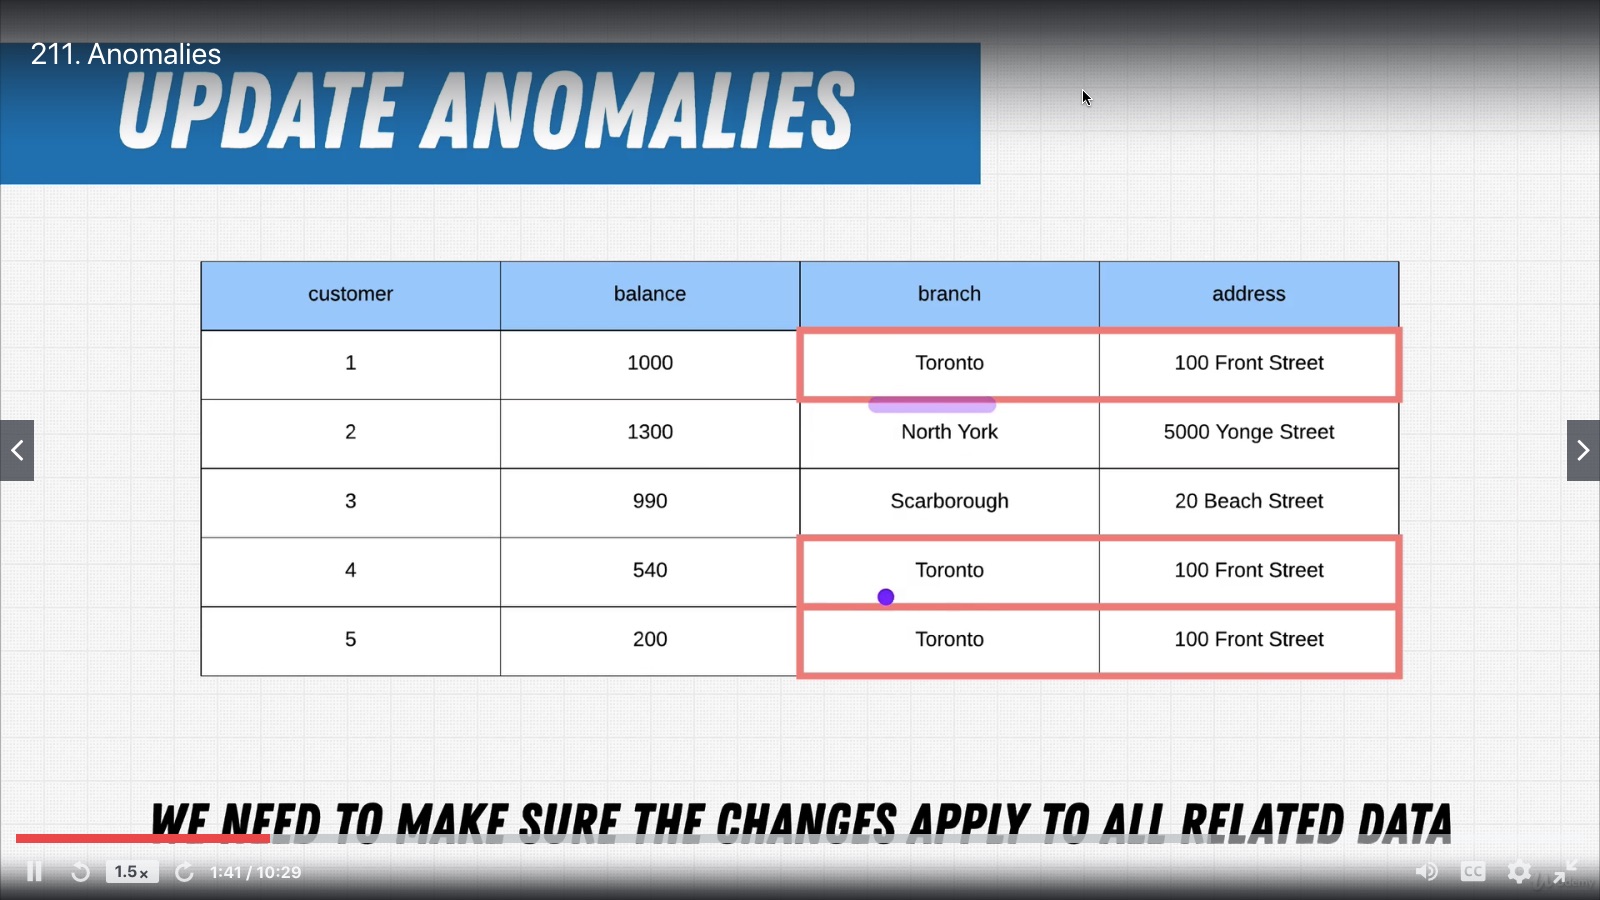 211. Anomalies
UPDATE ANOMALIES
customer balance branch address
1 1000 Toronto 100 Front Street
2 1300 North York 5000 Yonge Street
3 990 Scarborough 20 Beach Street
4 540 Toronto 100 Front Street
5 200 Toronto 100 Front Street
WE NEED TO MAKE SURE THE CHANGES APPLY TO ALL RELATED DATA
1.5x 1:41 / 10:29 CC